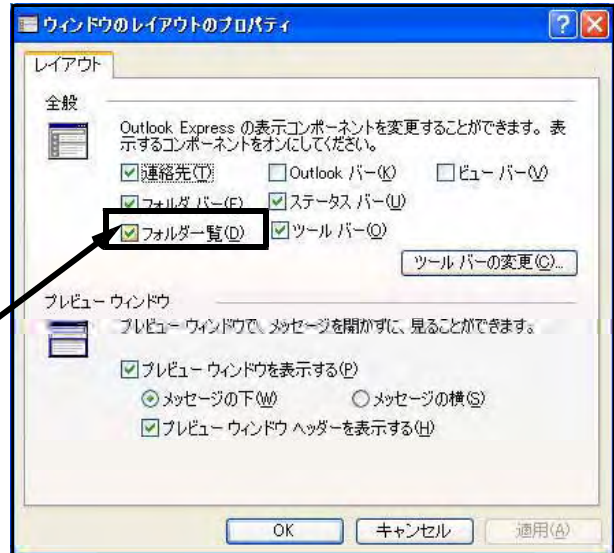 ウィンドウのレイアウトのプロパティ
レイアウト
全般
Outlook Express の表示コンポーネントを変更することができます。表
示するコンポーネントをオンにしてください。
連絡先(T) Outlook バー(K) ビュー バー(V)
フォルダ バー(F) ステータス バー(U)
フォルダ一覧(D) ツール バー(O)
ツール バーの変更(C)...
プレビュー ウィンドウ
プレビュー ウィンドウで、メッセージを開かずに、見ることができます。
プレビュー ウィンドウを表示する(P)
メッセージの下(W) メッセージの横(S)
プレビュー ウィンドウ ヘッダーを表示する(H)
OK キャンセル 適用(A)